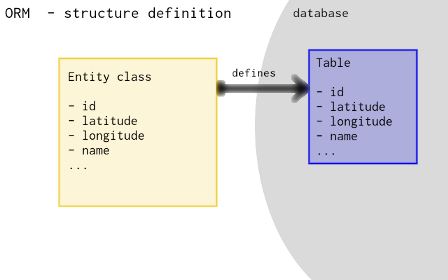 ORM - structure definition
database
Entity class
- id
- latitude
- longitude
- name
...
defines
Table
- id
- latitude
- longitude
- name
...